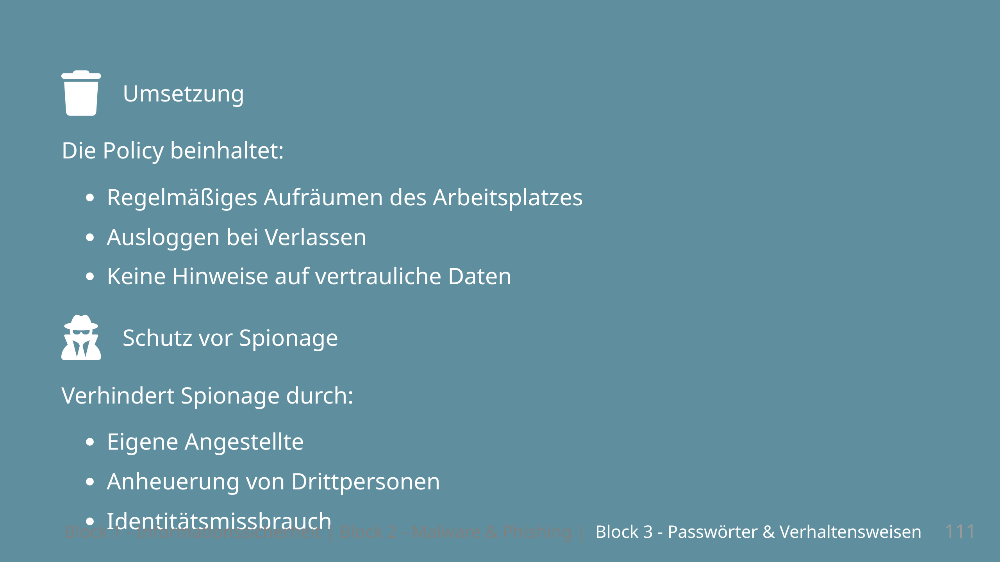 Umsetzung
Die Policy beinhaltet:
• Regelmäßiges Aufräumen des Arbeitsplatzes
• Ausloggen bei Verlassen
• Keine Hinweise auf vertrauliche Daten
Schutz vor Spionage
Verhindert Spionage durch:
• Eigene Angestellte
• Anheuerung von Drittpersonen
• Identitätsmissbrauch
Block 1 - Informationssicherheit | Block 2 - Malware & Phishing | Block 3 - Passwörter & Verhaltensweisen 111